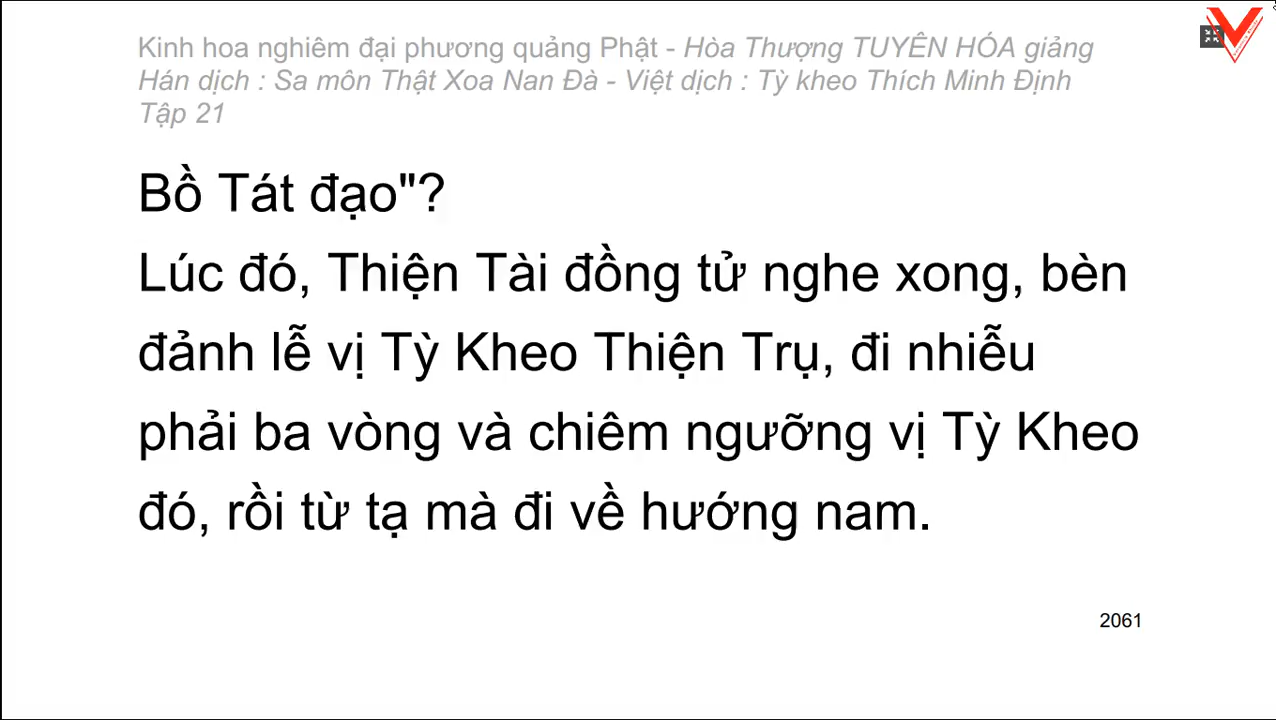 Kinh hoa nghiêm đại phương quảng Phật - Hòa Thượng TUYÊN HÓA giảng
Hán dịch : Sa môn Thật Xoa Nan Đà - Việt dịch : Tỳ kheo Thích Minh Định
Tập 21
Bồ Tát đạo"?
Lúc đó, Thiện Tài đồng tử nghe xong, bèn
đảnh lễ vị Tỳ Kheo Thiện Trụ, đi nhiễu
phải ba vòng và chiêm ngưỡng vị Tỳ Kheo
đó, rồi từ tạ mà đi về hướng nam.
2061